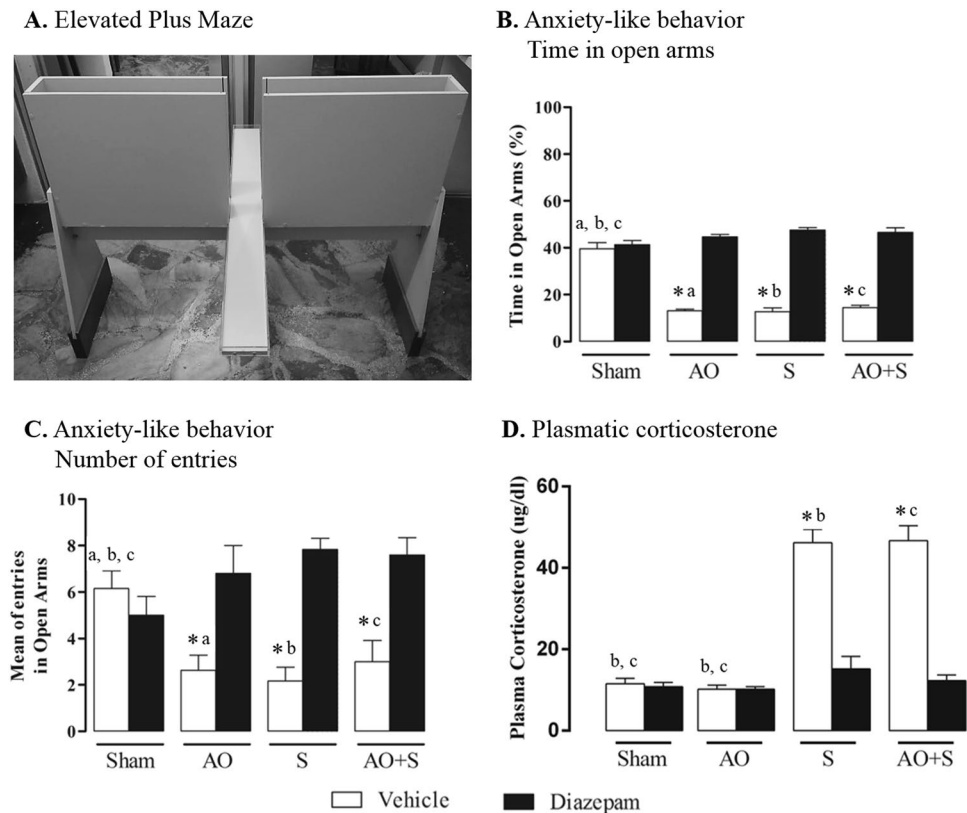 A. Elevated Plus Maze
B. Anxiety-like behavior
Time in open arms
Time in Open Arms (%)
100
80
60
40
20
0
a, b, c
* a
* b
* c
Sham
AO
S
AO+S
C. Anxiety-like behavior
Number of entries
Mean of entries
in Open Arms
10
8
6
4
2
0
a, b, c
* a
* b
* c
Sham
AO
S
AO+S
D. Plasmatic corticosterone
Plasma Corticosterone (ug/dl)
60
40
20
0
b, c
b, c
* b
* c
Sham
AO
S
AO+S
Vehicle
Diazepam